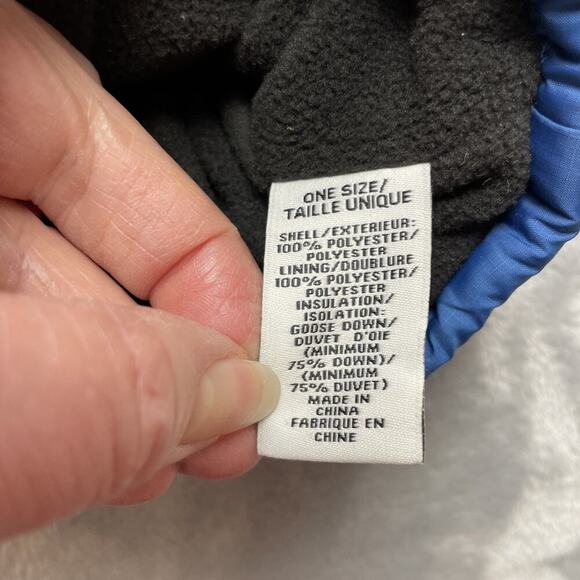 ONE SIZE/
TAILLE UNIQUE
SHELL/EXTERIEUR:
100% POLYESTER/
POLYESTER
LINING/DOUBLURE
100% POLYESTER/
POLYESTER
INSULATION/
ISOLATION:
GOOSE DOWN/
DUVET D'OIE
(MINIMUM
75% DOWN)/
(MINIMUM
75% DUVET)
MADE IN
CHINA
FABRIQUE EN
CHINE